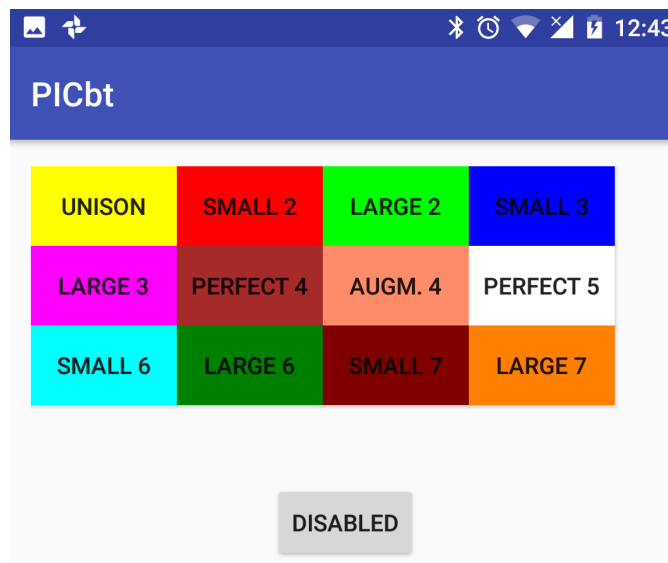 12:43
PICbt
UNISON SMALL 2 LARGE 2 SMALL 3
LARGE 3 PERFECT 4 AUGM. 4 PERFECT 5
SMALL 6 LARGE 6 SMALL 7 LARGE 7
DISABLED